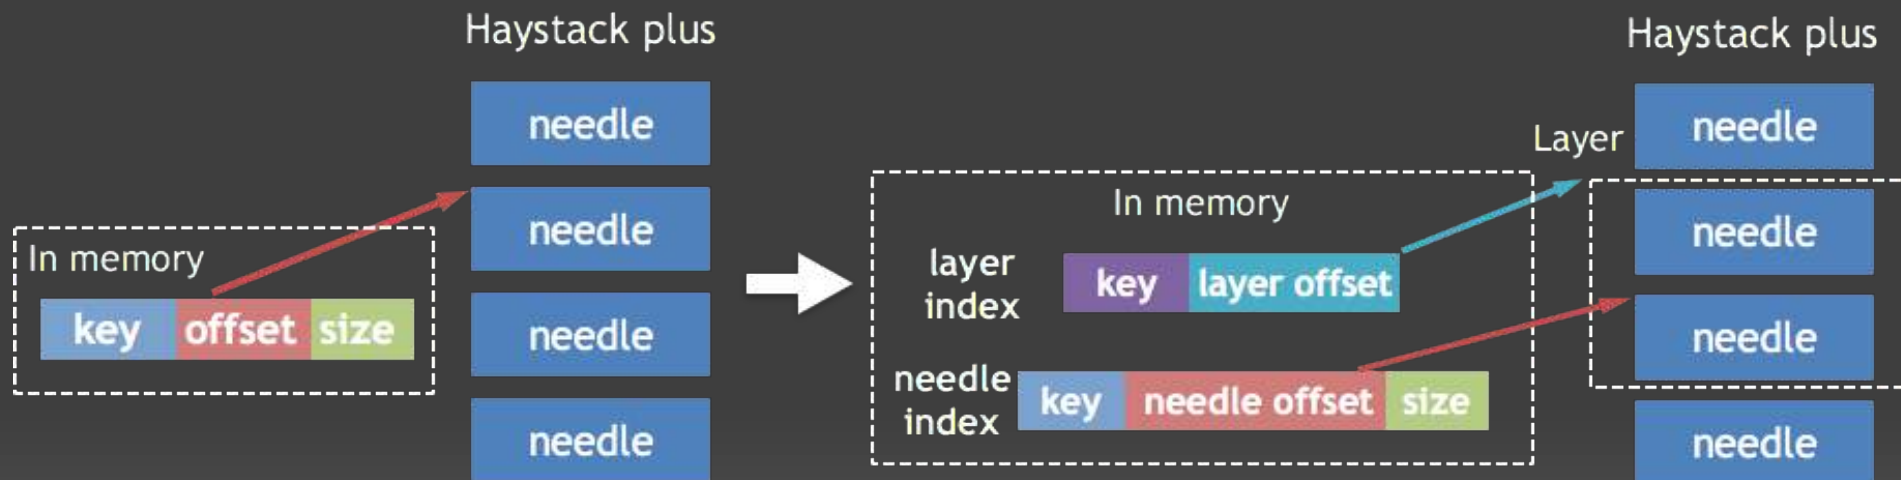 Haystack plus
needle
needle
needle
needle
In memory
key offset size
Haystack plus
Layer
needle
needle
needle
needle
In memory
layer
index
key layer offset
needle
index
key needle offset size